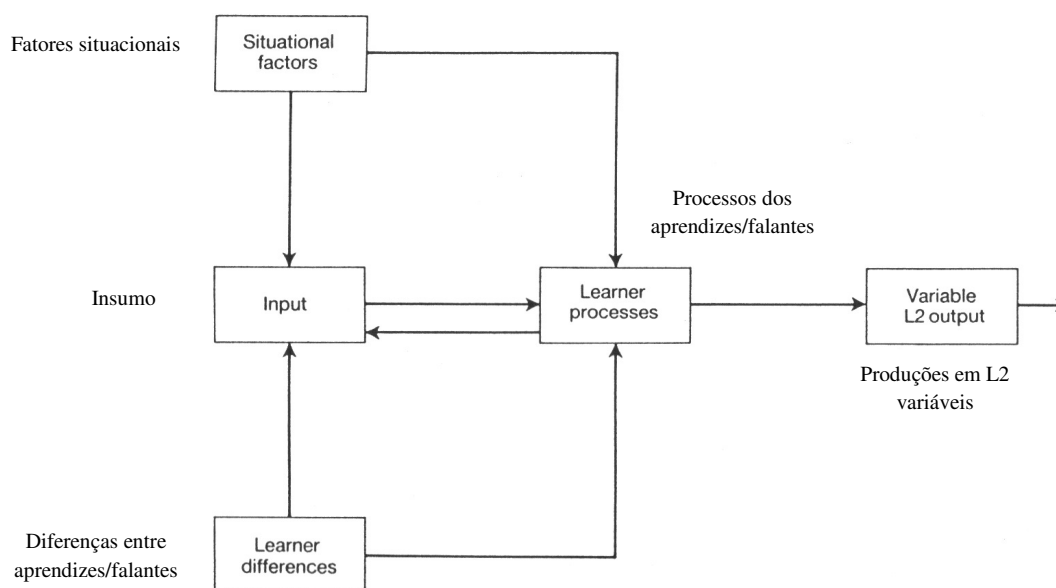 Fatores situacionais
Situational
factors
Processos dos
aprendizes/falantes
Insumo
Input
Learner
processes
Variable
L2 output
Produções em L2
variáveis
Diferenças entre
aprendizes/falantes
Learner
differences